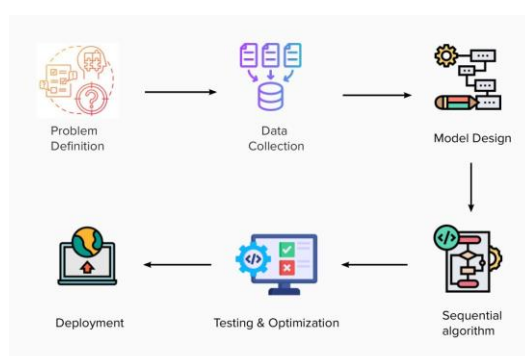 Problem
Definition
Data
Collection
Model Design
Sequential
algorithm
Testing & Optimization
Deployment